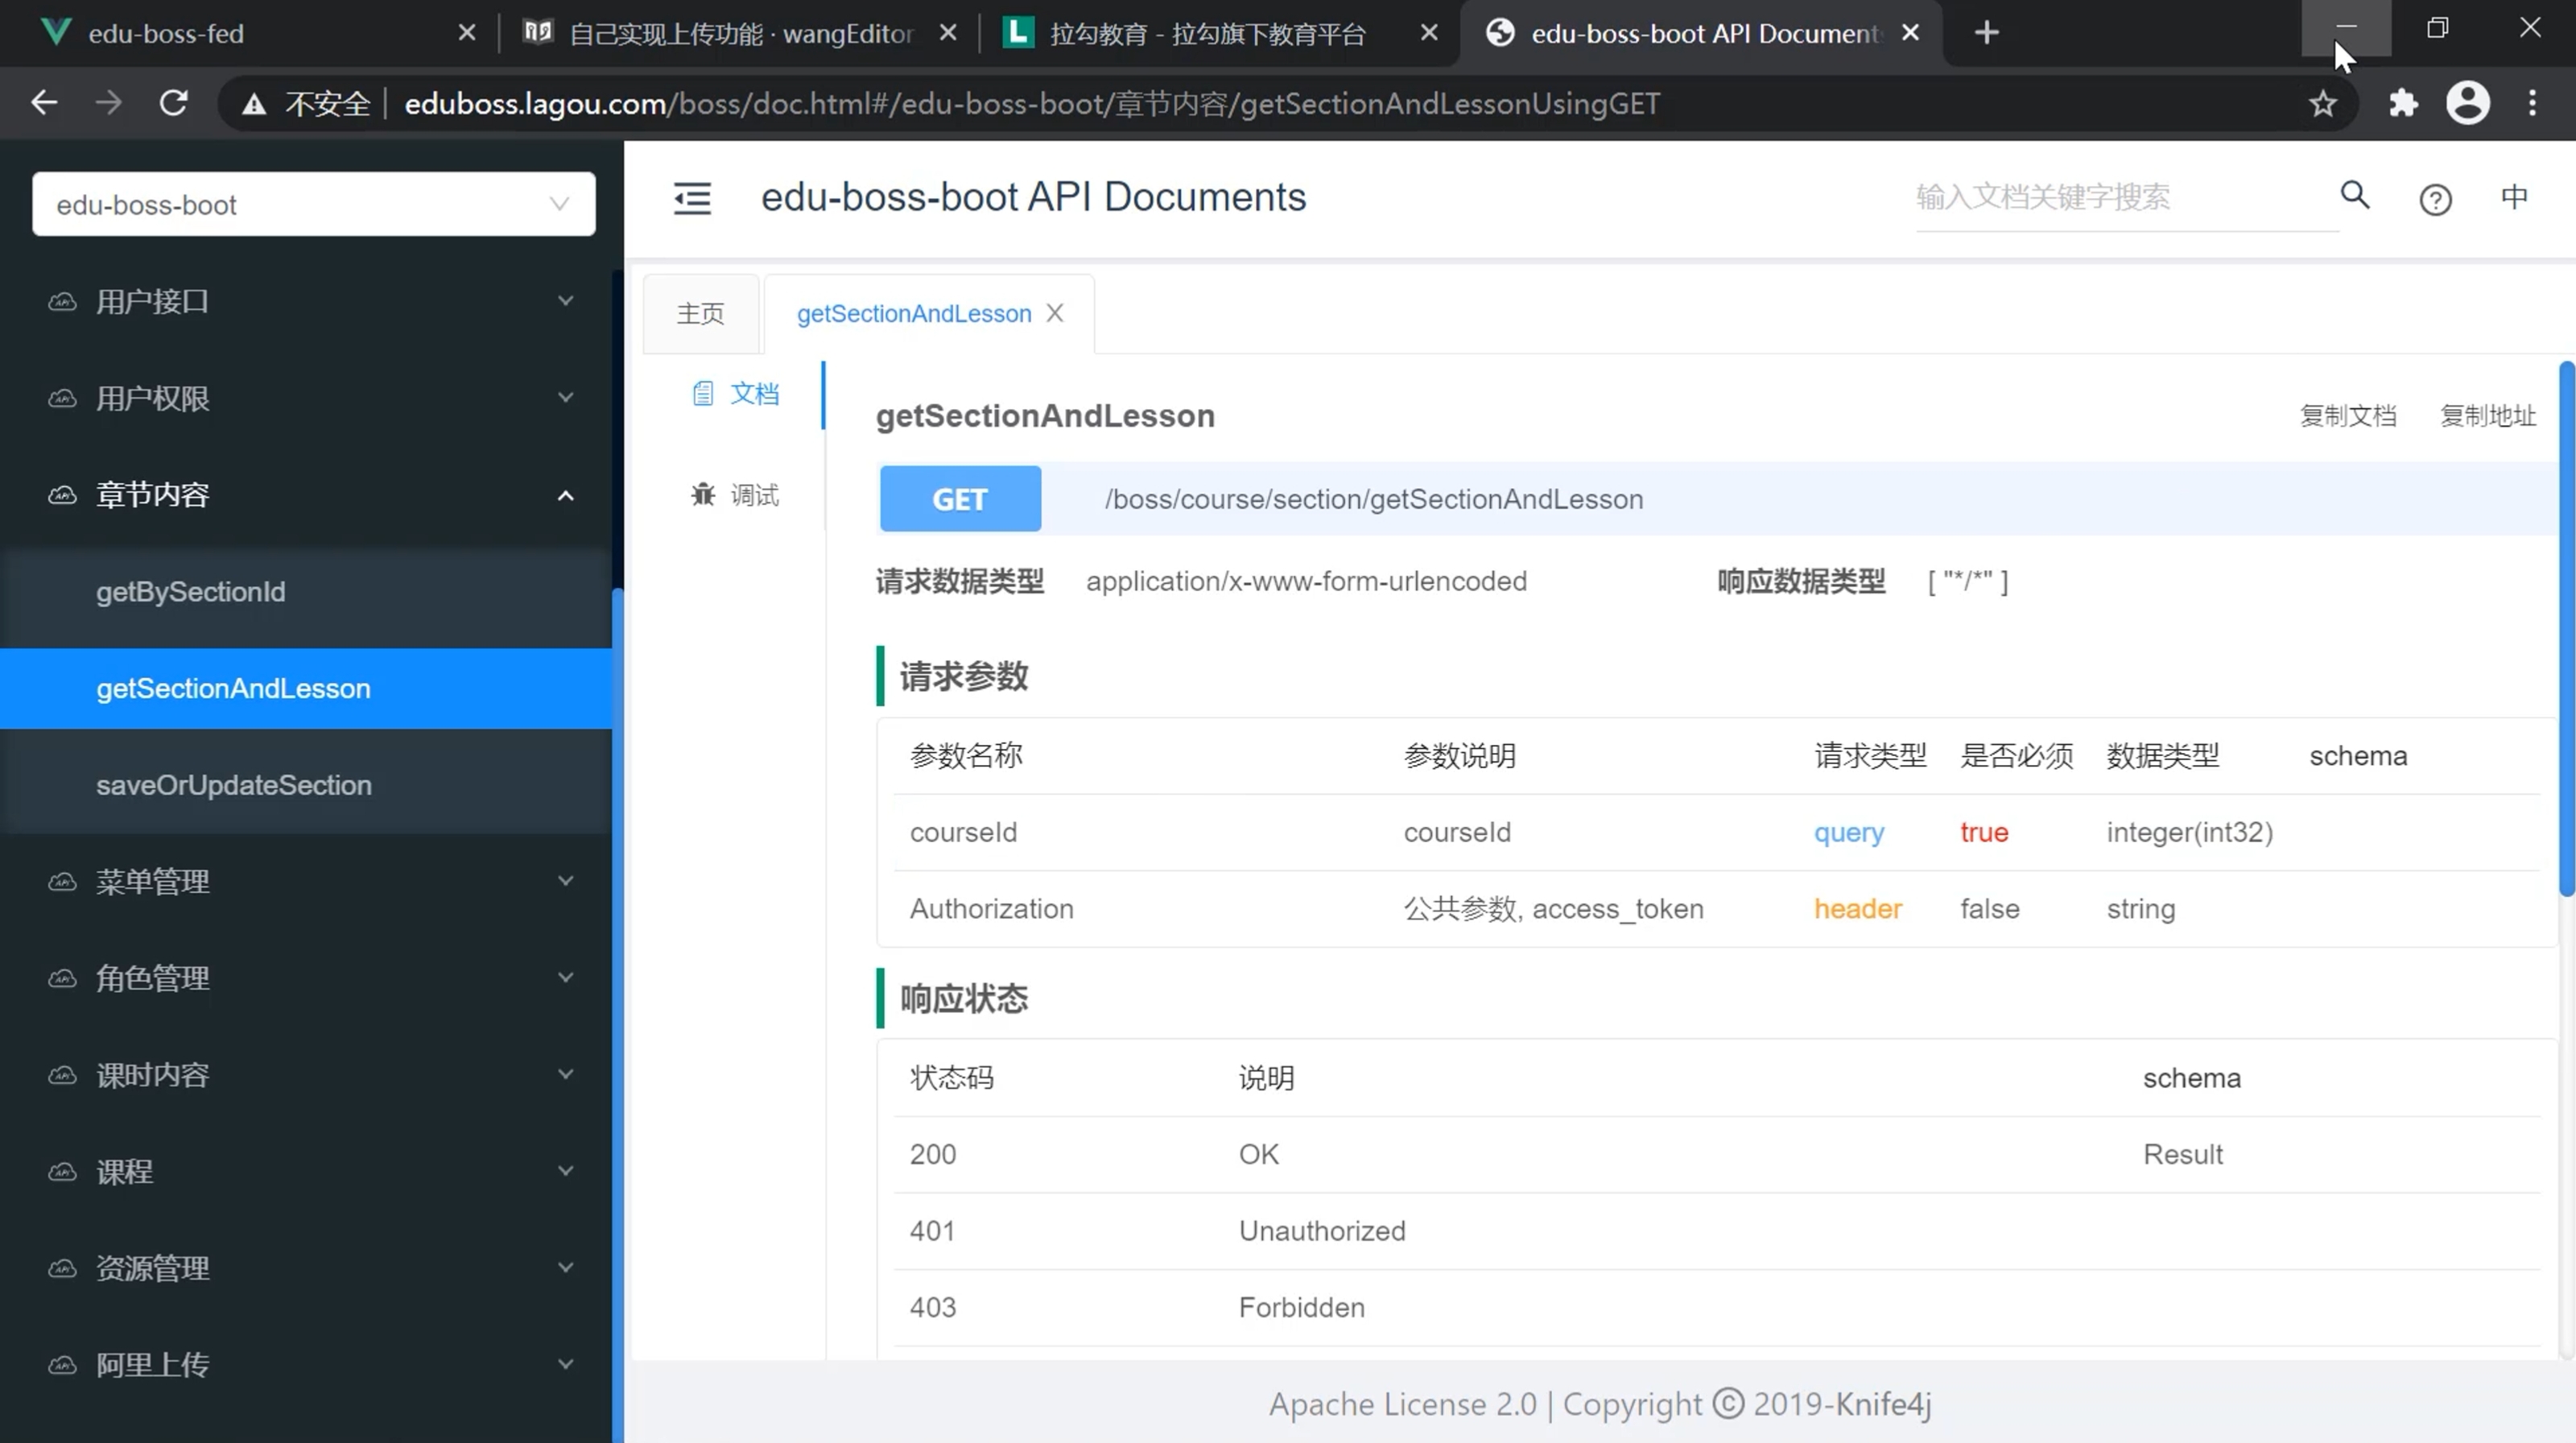 edu-boss-fed
自己实现上传功能 · wangEditor
拉勾教育 - 拉勾旗下教育平台
edu-boss-boot API Document
不安全 | eduboss.lagou.com/boss/doc.html#/edu-boss-boot/章节内容/getSectionAndLessonUsingGET
edu-boss-boot
用户接口
用户权限
章节内容
getBySectionId
getSectionAndLesson
saveOrUpdateSection
菜单管理
角色管理
课时内容
课程
资源管理
阿里上传
edu-boss-boot API Documents
输入文档关键字搜索
中
主页
getSectionAndLesson
文档
调试
getSectionAndLesson
复制文档 复制地址
GET /boss/course/section/getSectionAndLesson
请求数据类型 application/x-www-form-urlencoded 响应数据类型 [ "*/*" ]
请求参数
参数名称 参数说明 请求类型 是否必须 数据类型 schema
courseId courseId query true integer(int32)
Authorization 公共参数, access_token header false string
响应状态
状态码 说明 schema
200 OK Result
401 Unauthorized
403 Forbidden
Apache License 2.0 | Copyright © 2019-Knife4j